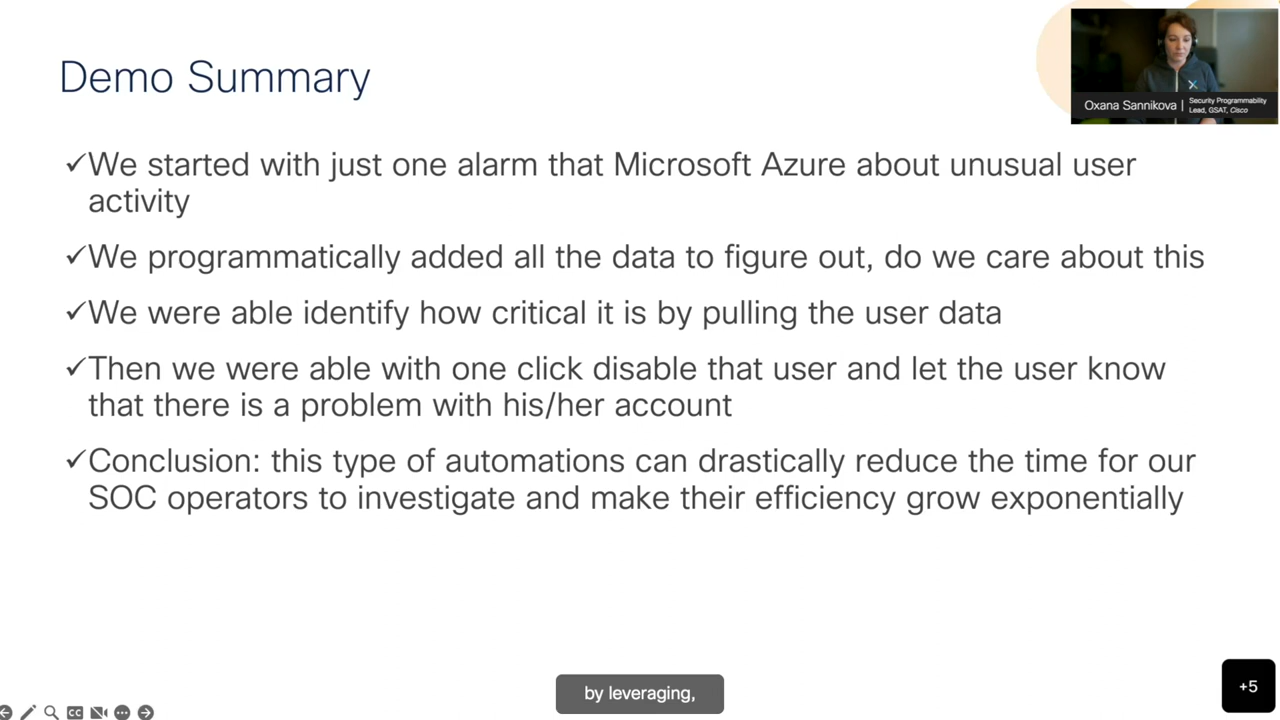 Demo Summary
Oxana Sannikova | Security Programmability
Lead, GSAT, Cisco
✓We started with just one alarm that Microsoft Azure about unusual user
activity
✓We programmatically added all the data to figure out, do we care about this
✓We were able identify how critical it is by pulling the user data
✓Then we were able with one click disable that user and let the user know
that there is a problem with his/her account
✓Conclusion: this type of automations can drastically reduce the time for our
SOC operators to investigate and make their efficiency grow exponentially
by leveraging,
+5
CC